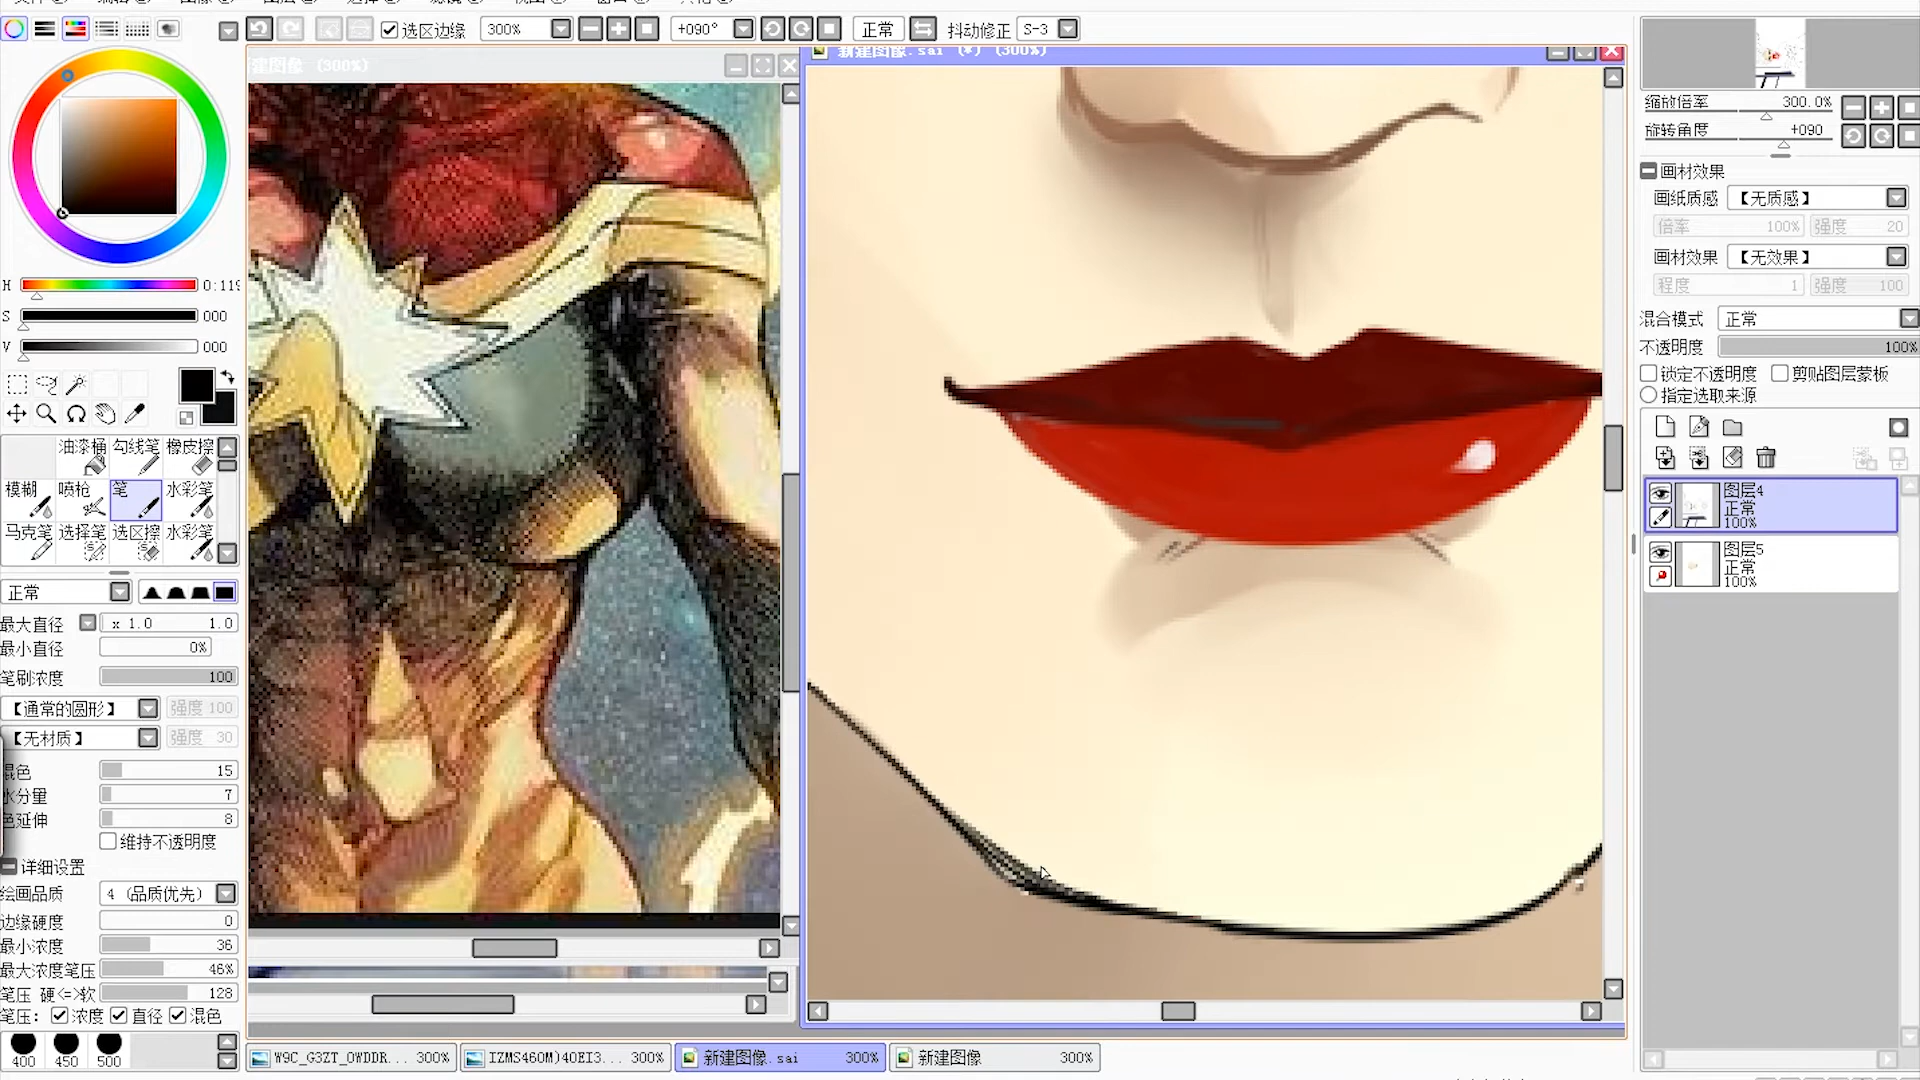 选区边缘 300% +090° 正常 抖动修正 S-3
新建图像 (300%)
新建图像.sai (*) (300%)
缩放倍率 300.0%
旋转角度 +090
画材效果
画纸质感 【无质感】
倍率 100% 强度 20
画材效果 【无效果】
程度 1 强度 100
混合模式 正常
不透明度 100%
锁定不透明度 剪贴图层蒙板
指定选取来源
图层4
正常
100%
图层5
正常
100%
H 0:119
S 000
V 000
油漆桶 勾线笔 橡皮擦
模糊 喷枪 笔 水彩笔
马克笔 选择笔 选区擦 水彩笔
正常
最大直径 x 1.0 1.0
最小直径 0%
笔刷浓度 100
【通常的圆形】 强度 100
【无材质】 强度 30
混色 15
水分量 7
色延伸 8
维持不透明度
详细设置
绘画品质 4 (品质优先)
边缘硬度 0
最小浓度 36
最大浓度笔压 46%
笔压 硬<=>软 128
笔压: 浓度 直径 混色
400 450 500
W9C_G3ZT_OWDDR... 300%
IZMS460M)40EI3... 300%
新建图像.sai 300%
新建图像 300%